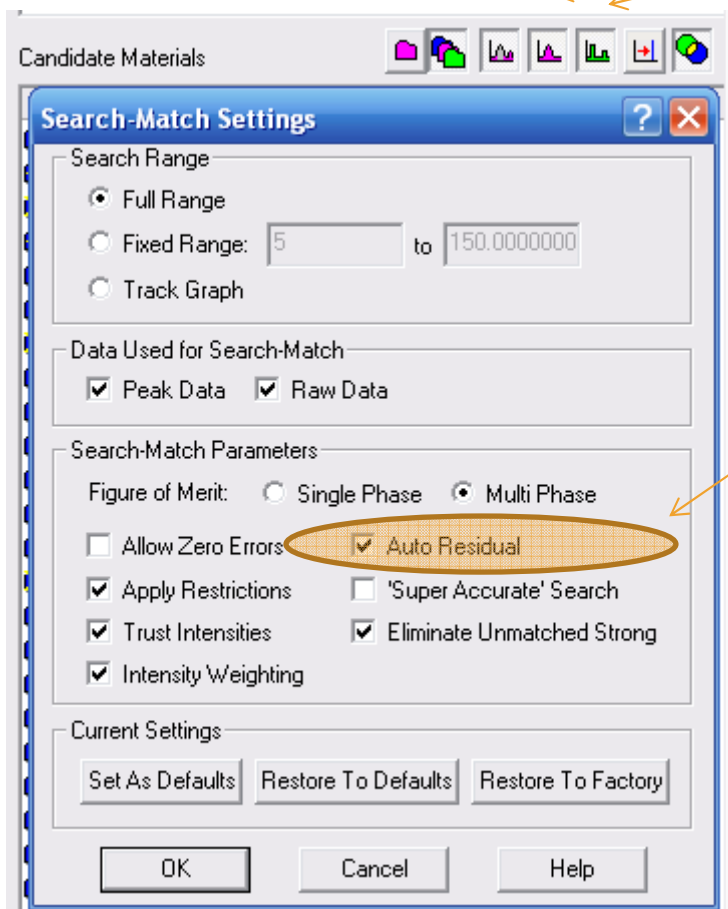 Candidate Materials
Search-Match Settings
Search Range
Full Range
Fixed Range: 5 to 150.0000000
Track Graph
Data Used for Search-Match
Peak Data Raw Data
Search-Match Parameters
Figure of Merit: Single Phase Multi Phase
Allow Zero Errors Auto Residual
Apply Restrictions 'Super Accurate' Search
Trust Intensities Eliminate Unmatched Strong
Intensity Weighting
Current Settings
Set As Defaults Restore To Defaults Restore To Factory
OK Cancel Help